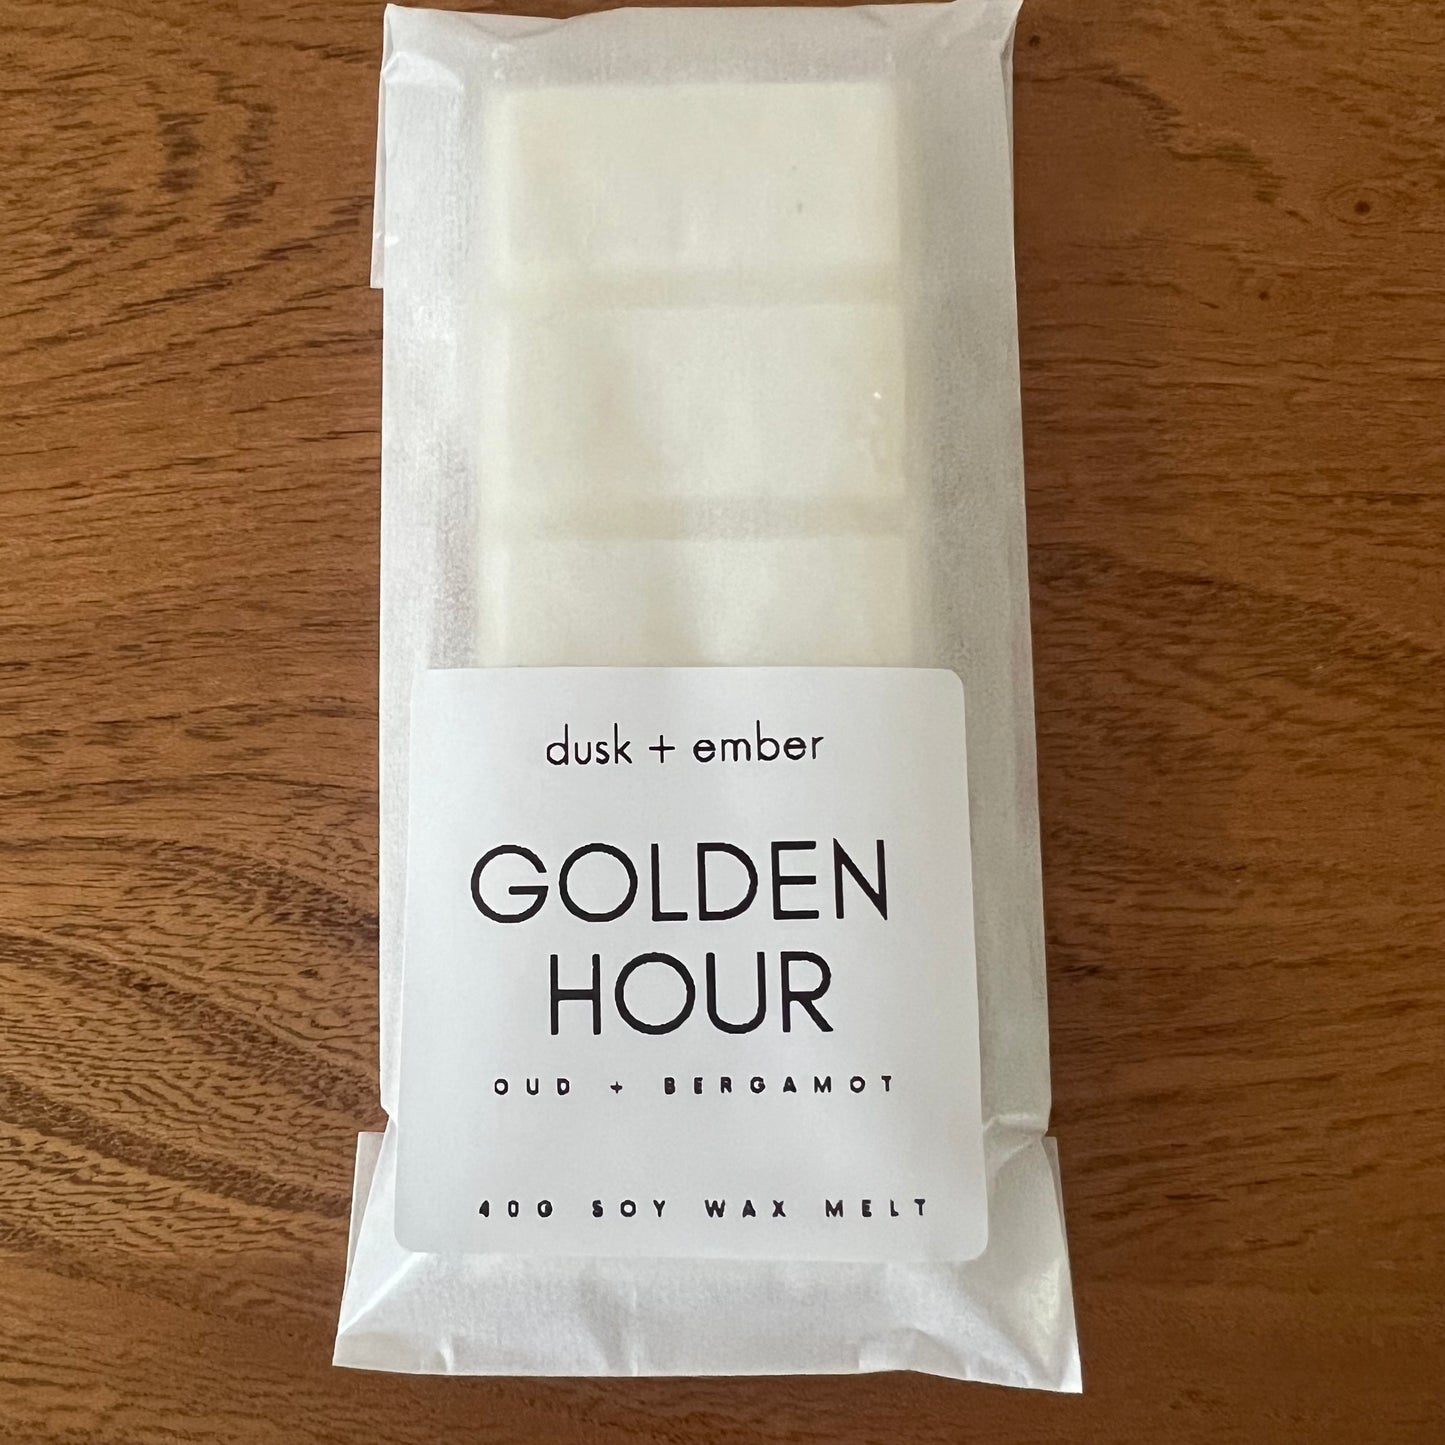 dusk + ember
GOLDEN
HOUR
OUD + BERGAMOT
40G SOY WAX MELT